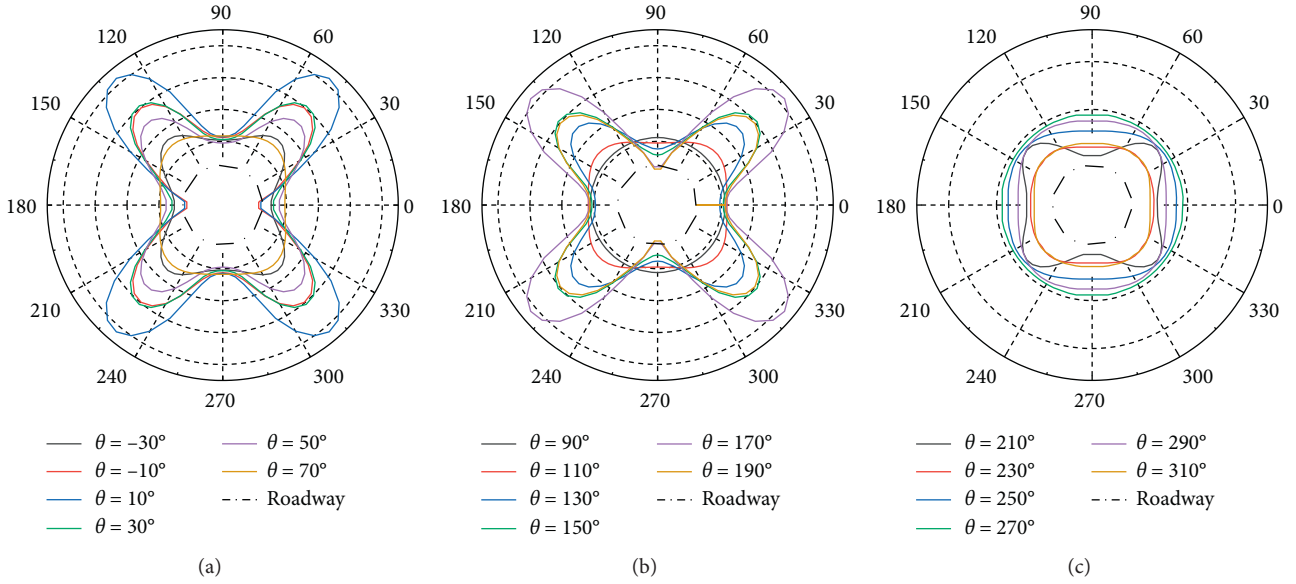 90
120
60
150
30
180
0
210
330
240
300
270
θ = –30°
θ = –10°
θ = 10°
θ = 30°
θ = 50°
θ = 70°
Roadway
(a)
90
120
60
150
30
180
0
210
330
240
300
270
θ = 90°
θ = 110°
θ = 130°
θ = 150°
θ = 170°
θ = 190°
Roadway
(b)
90
120
60
150
30
180
0
210
330
240
300
270
θ = 210°
θ = 230°
θ = 250°
θ = 270°
θ = 290°
θ = 310°
Roadway
(c)